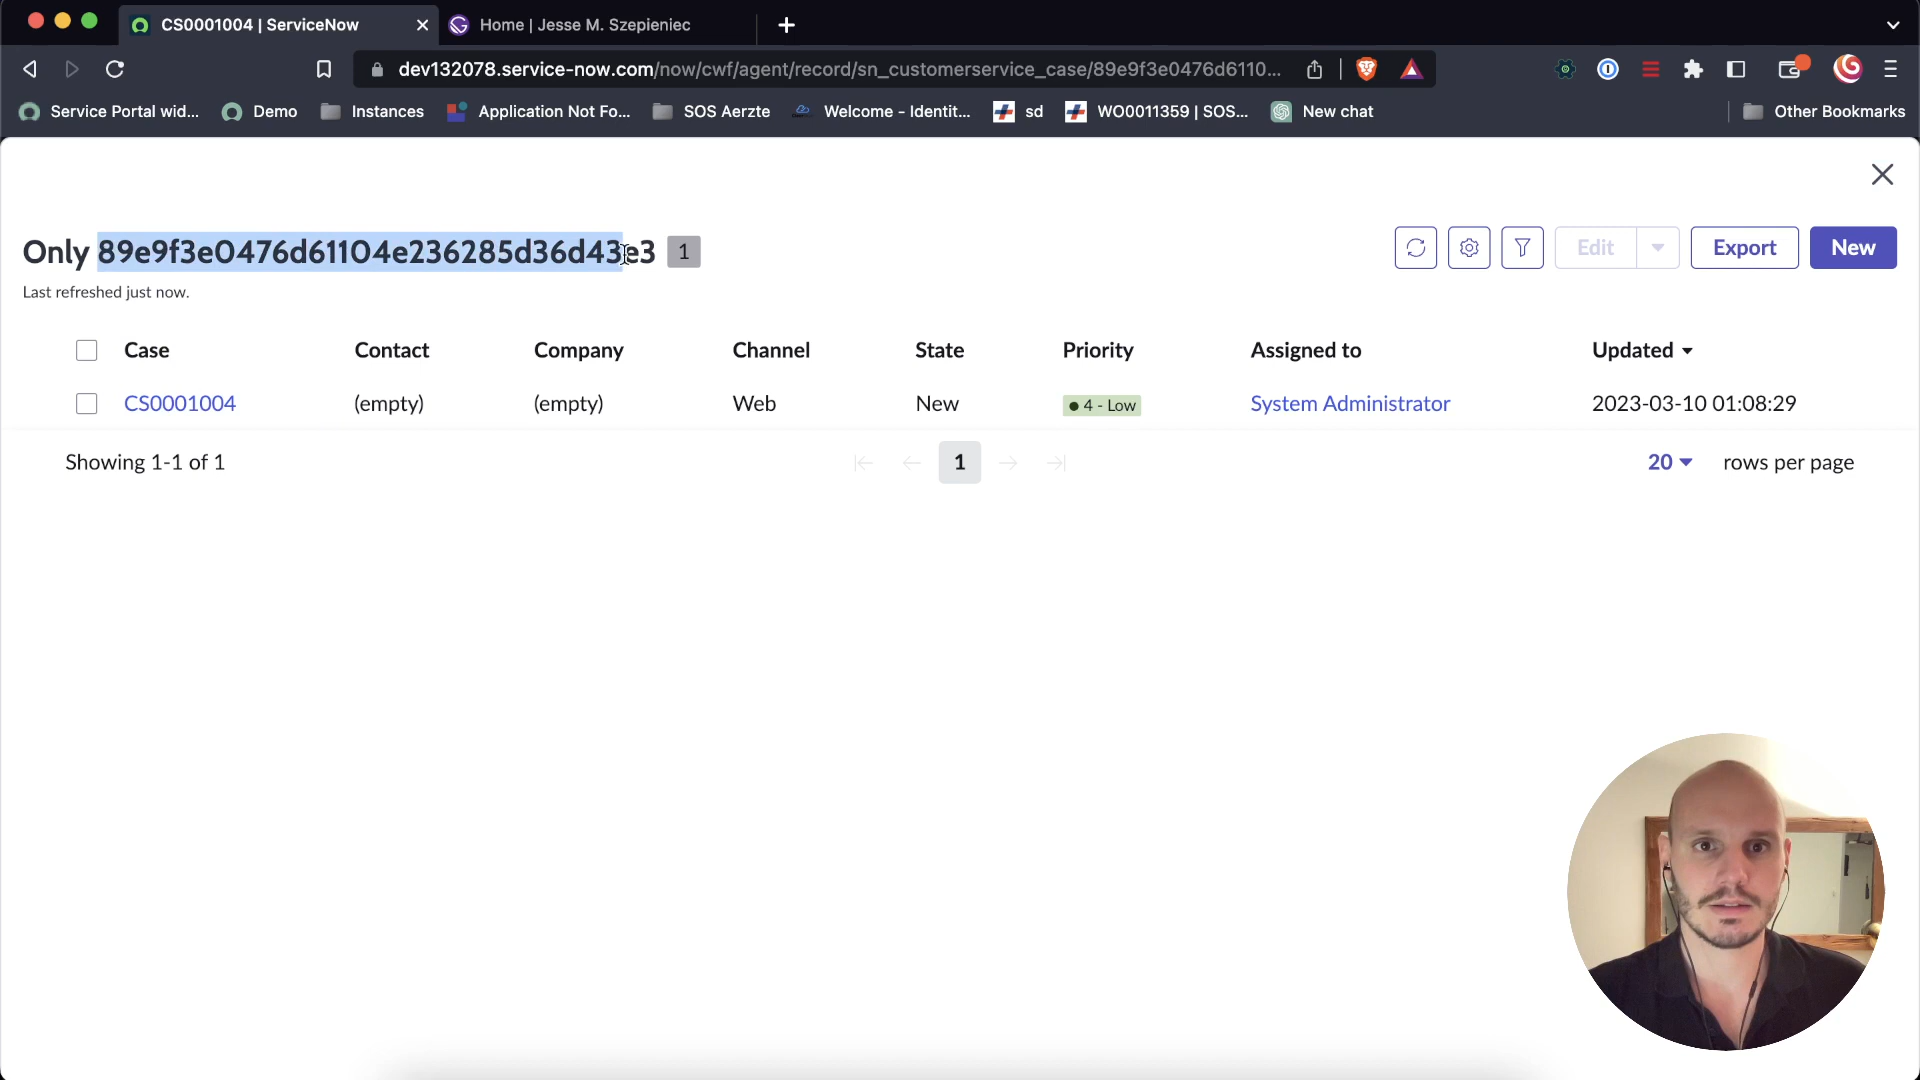 CS0001004 | ServiceNow
Home | Jesse M. Szepieniec
dev132078.service-now.com/now/cwf/agent/record/sn_customerservice_case/89e9f3e0476d6110...
Service Portal wid...
Demo
Instances
Application Not Fo...
SOS Aerzte
Welcome - Identit...
sd
WO0011359 | SOS...
New chat
Other Bookmarks
Only 89e9f3e0476d61104e236285d36d43e3 1
Edit
Export
New
Last refreshed just now.
Case Contact Company Channel State Priority Assigned to Updated
CS0001004 (empty) (empty) Web New 4 - Low System Administrator 2023-03-10 01:08:29
Showing 1-1 of 1
1
20 rows per page